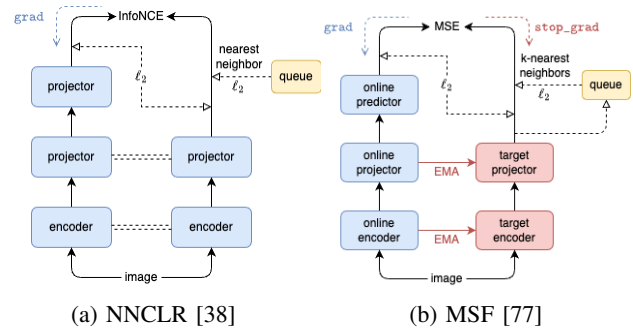 grad
InfoNCE
nearest
neighbor
queue
ℓ2
ℓ2
projector
projector
projector
encoder
encoder
image
(a) NNCLR [38]
grad
MSE
stop_grad
k-nearest
neighbors
queue
ℓ2
ℓ2
online
predictor
online
projector
EMA
target
projector
online
encoder
EMA
target
encoder
image
(b) MSF [77]